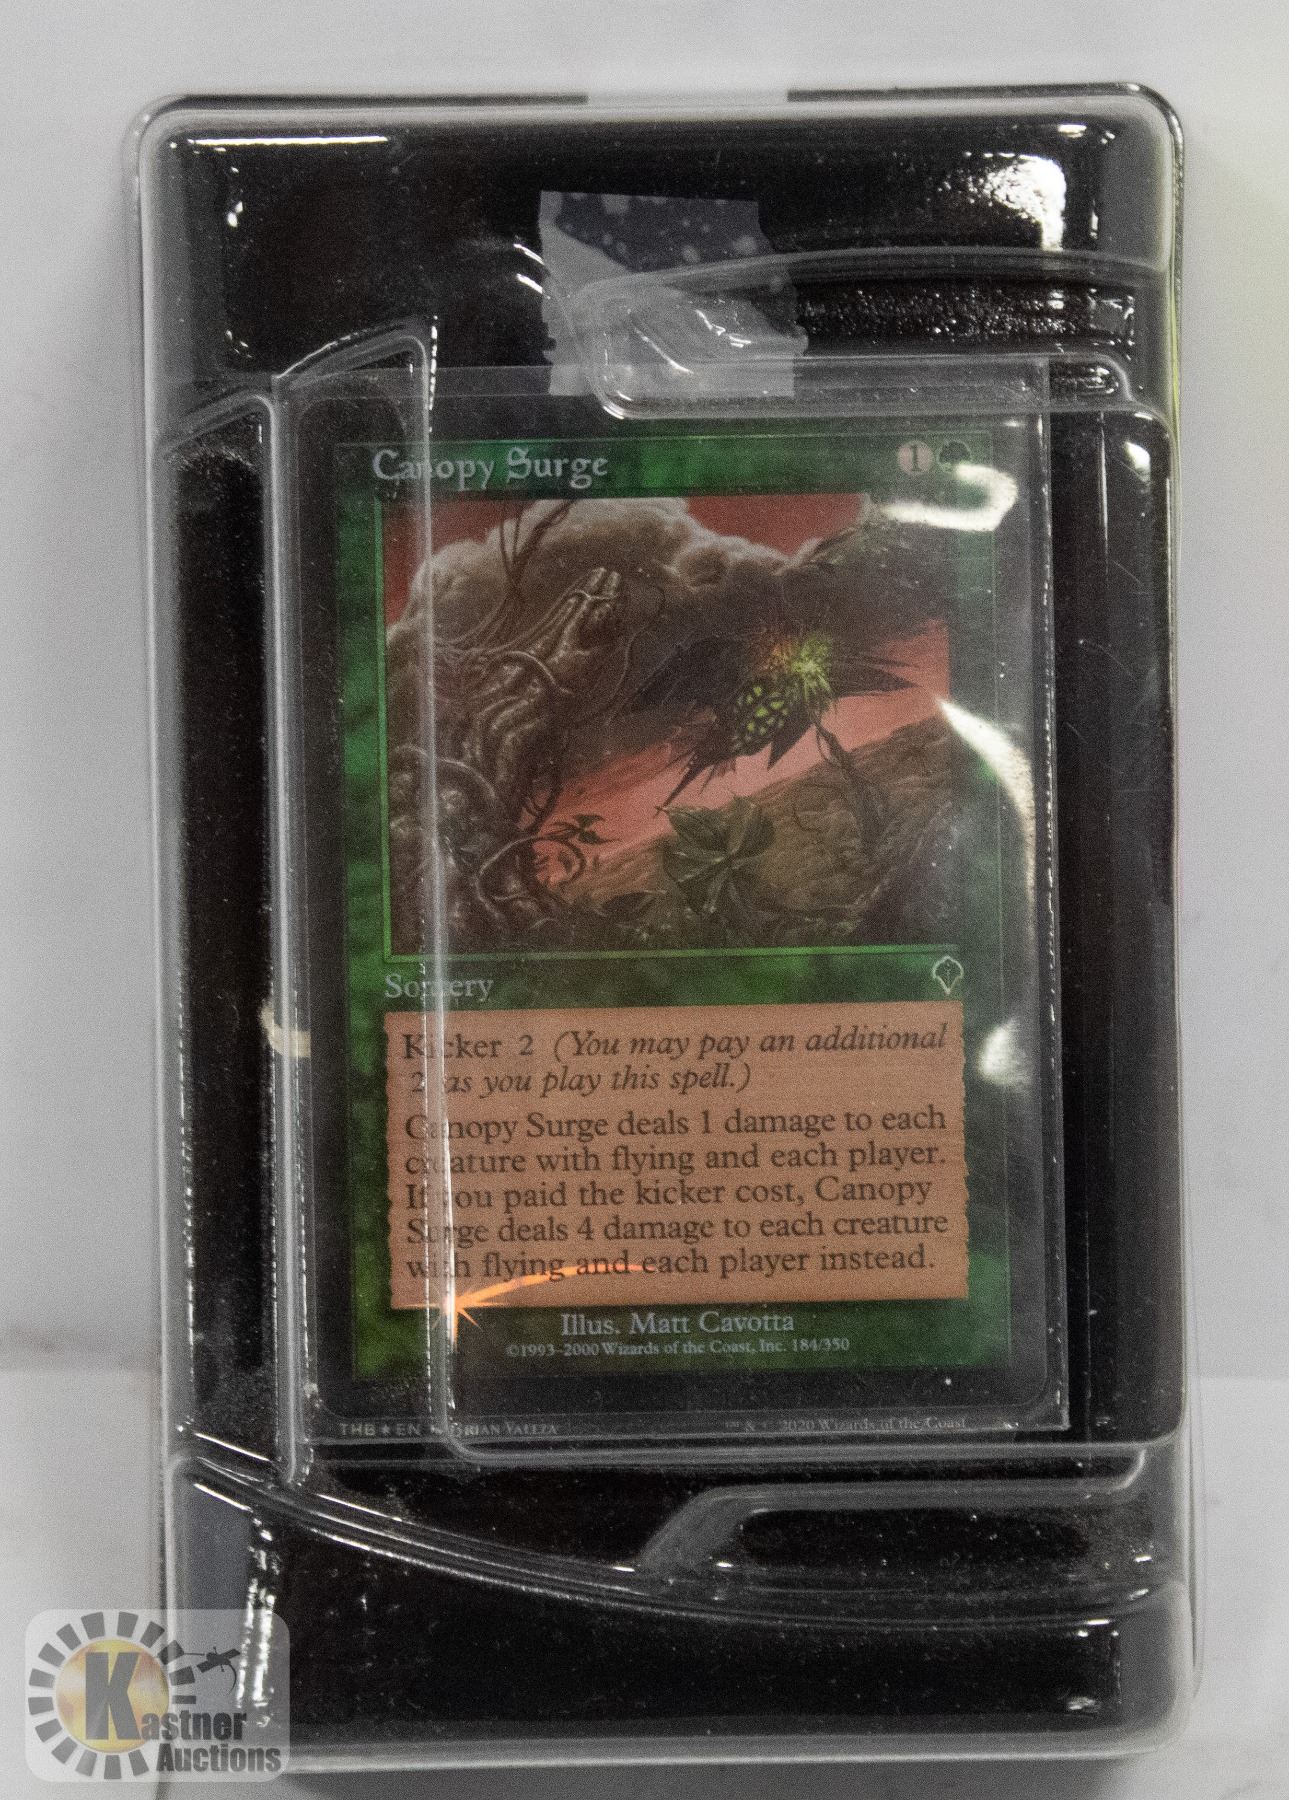 Canopy Surge 1
Sorcery
Kicker 2 (You may pay an additional
2 as you play this spell.)
Canopy Surge deals 1 damage to each
creature with flying and each player.
If you paid the kicker cost, Canopy
Surge deals 4 damage to each creature
with flying and each player instead.
Illus. Matt Cavotta
©1993–2000 Wizards of the Coast, Inc. 184/350
THB ★ EN BRIAN VALEZA ™ & © 2020 Wizards of the Coast
Kastner
Auctions